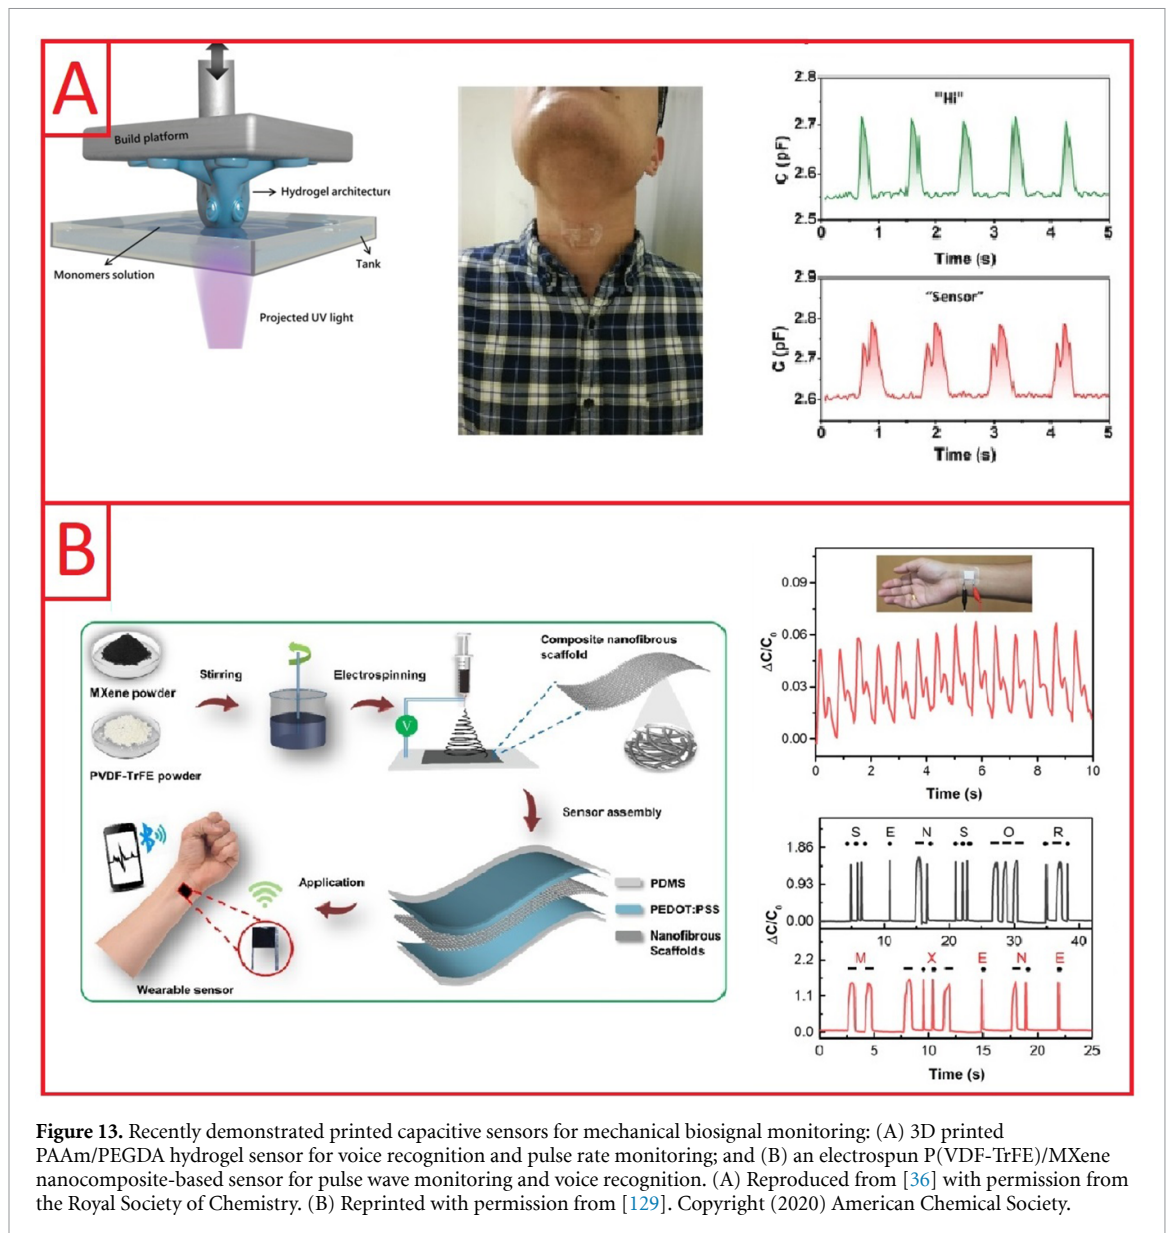 A
Build platform
Hydrogel architecture
Monomers solution
Tank
Projected UV light
"Hi"
C (pF)
2.8
2.7
2.6
2.5
0 1 2 3 4 5
Time (s)
"Sensor"
C (pF)
2.9
2.8
2.7
2.6
0 1 2 3 4 5
Time (s)
B
MXene powder
PVDF-TrFE powder
Stirring
Electrospinning
V
Composite nanofibrous
scaffold
Sensor assembly
PDMS
PEDOT:PSS
Nanofibrous
Scaffolds
Application
Wearable sensor
ΔC/C0
0.09
0.06
0.03
0.00
0 2 4 6 8 10
Time (s)
S E N S O R
ΔC/C0
1.86
0.93
0.00
10 20 30 40
M X E N E
2.2
1.1
0.0
0 5 10 15 20 25
Time (s)
Figure 13. Recently demonstrated printed capacitive sensors for mechanical biosignal monitoring: (A) 3D printed
PAAm/PEGDA hydrogel sensor for voice recognition and pulse rate monitoring; and (B) an electrospun P(VDF-TrFE)/MXene
nanocomposite-based sensor for pulse wave monitoring and voice recognition. (A) Reproduced from [36] with permission from
the Royal Society of Chemistry. (B) Reprinted with permission from [129]. Copyright (2020) American Chemical Society.